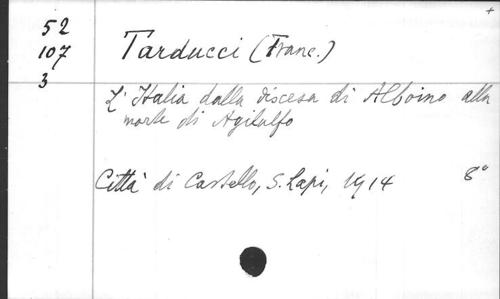 +
52
107
3
Tarducci (Franc.)
L'Italia dalla discesa di Alboino alla
morte di Agilulfo
Città di Castello, S. Lapi, 1914 8°